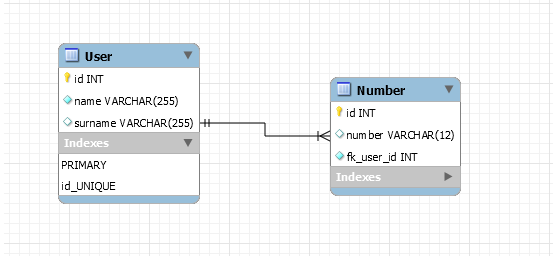 User
id INT
name VARCHAR(255)
surname VARCHAR(255)
Indexes
PRIMARY
id_UNIQUE
Number
id INT
number VARCHAR(12)
fk_user_id INT
Indexes